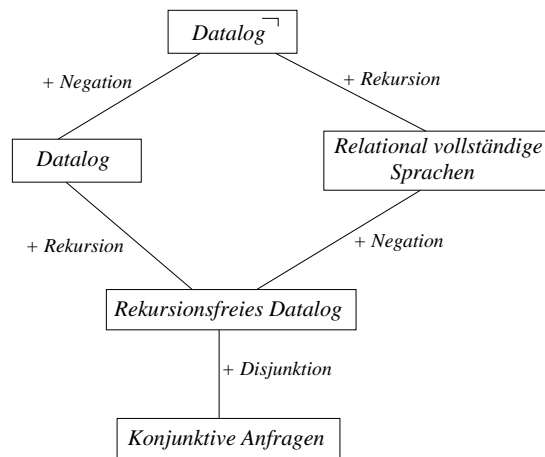 Datalog ¬
+ Negation
+ Rekursion
Datalog
Relational vollständige
Sprachen
+ Rekursion
+ Negation
Rekursionsfreies Datalog
+ Disjunktion
Konjunktive Anfragen